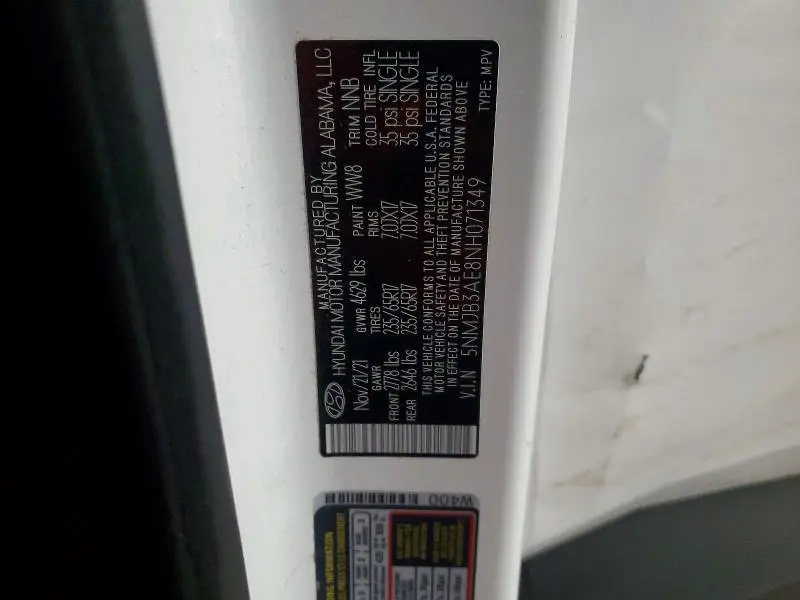 MANUFACTURED BY
HYUNDAI MOTOR MANUFACTURING ALABAMA, LLC
Nov/21/21 GVWR 4629 lbs PAINT WW8 TRIM NNB
GAWR TIRES RIMS COLD TIRE INFL
FRONT 2778 lbs 235/65R17 7.0JX17 35 psi SINGLE
REAR 2646 lbs 235/65R17 7.0JX17 35 psi SINGLE
THIS VEHICLE CONFORMS TO ALL APPLICABLE U.S.A. FEDERAL
MOTOR VEHICLE SAFETY AND THEFT PREVENTION STANDARDS
IN EFFECT ON THE DATE OF MANUFACTURE SHOWN ABOVE
V.I.N 5NMJB3AE8NH071349 TYPE: MPV
W400
INFORMATION